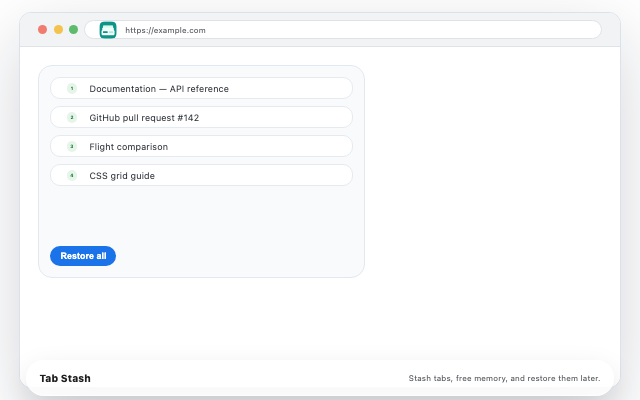 https://example.com
1 Documentation — API reference
2 GitHub pull request #142
3 Flight comparison
4 CSS grid guide
Restore all
Tab Stash
Stash tabs, free memory, and restore them later.